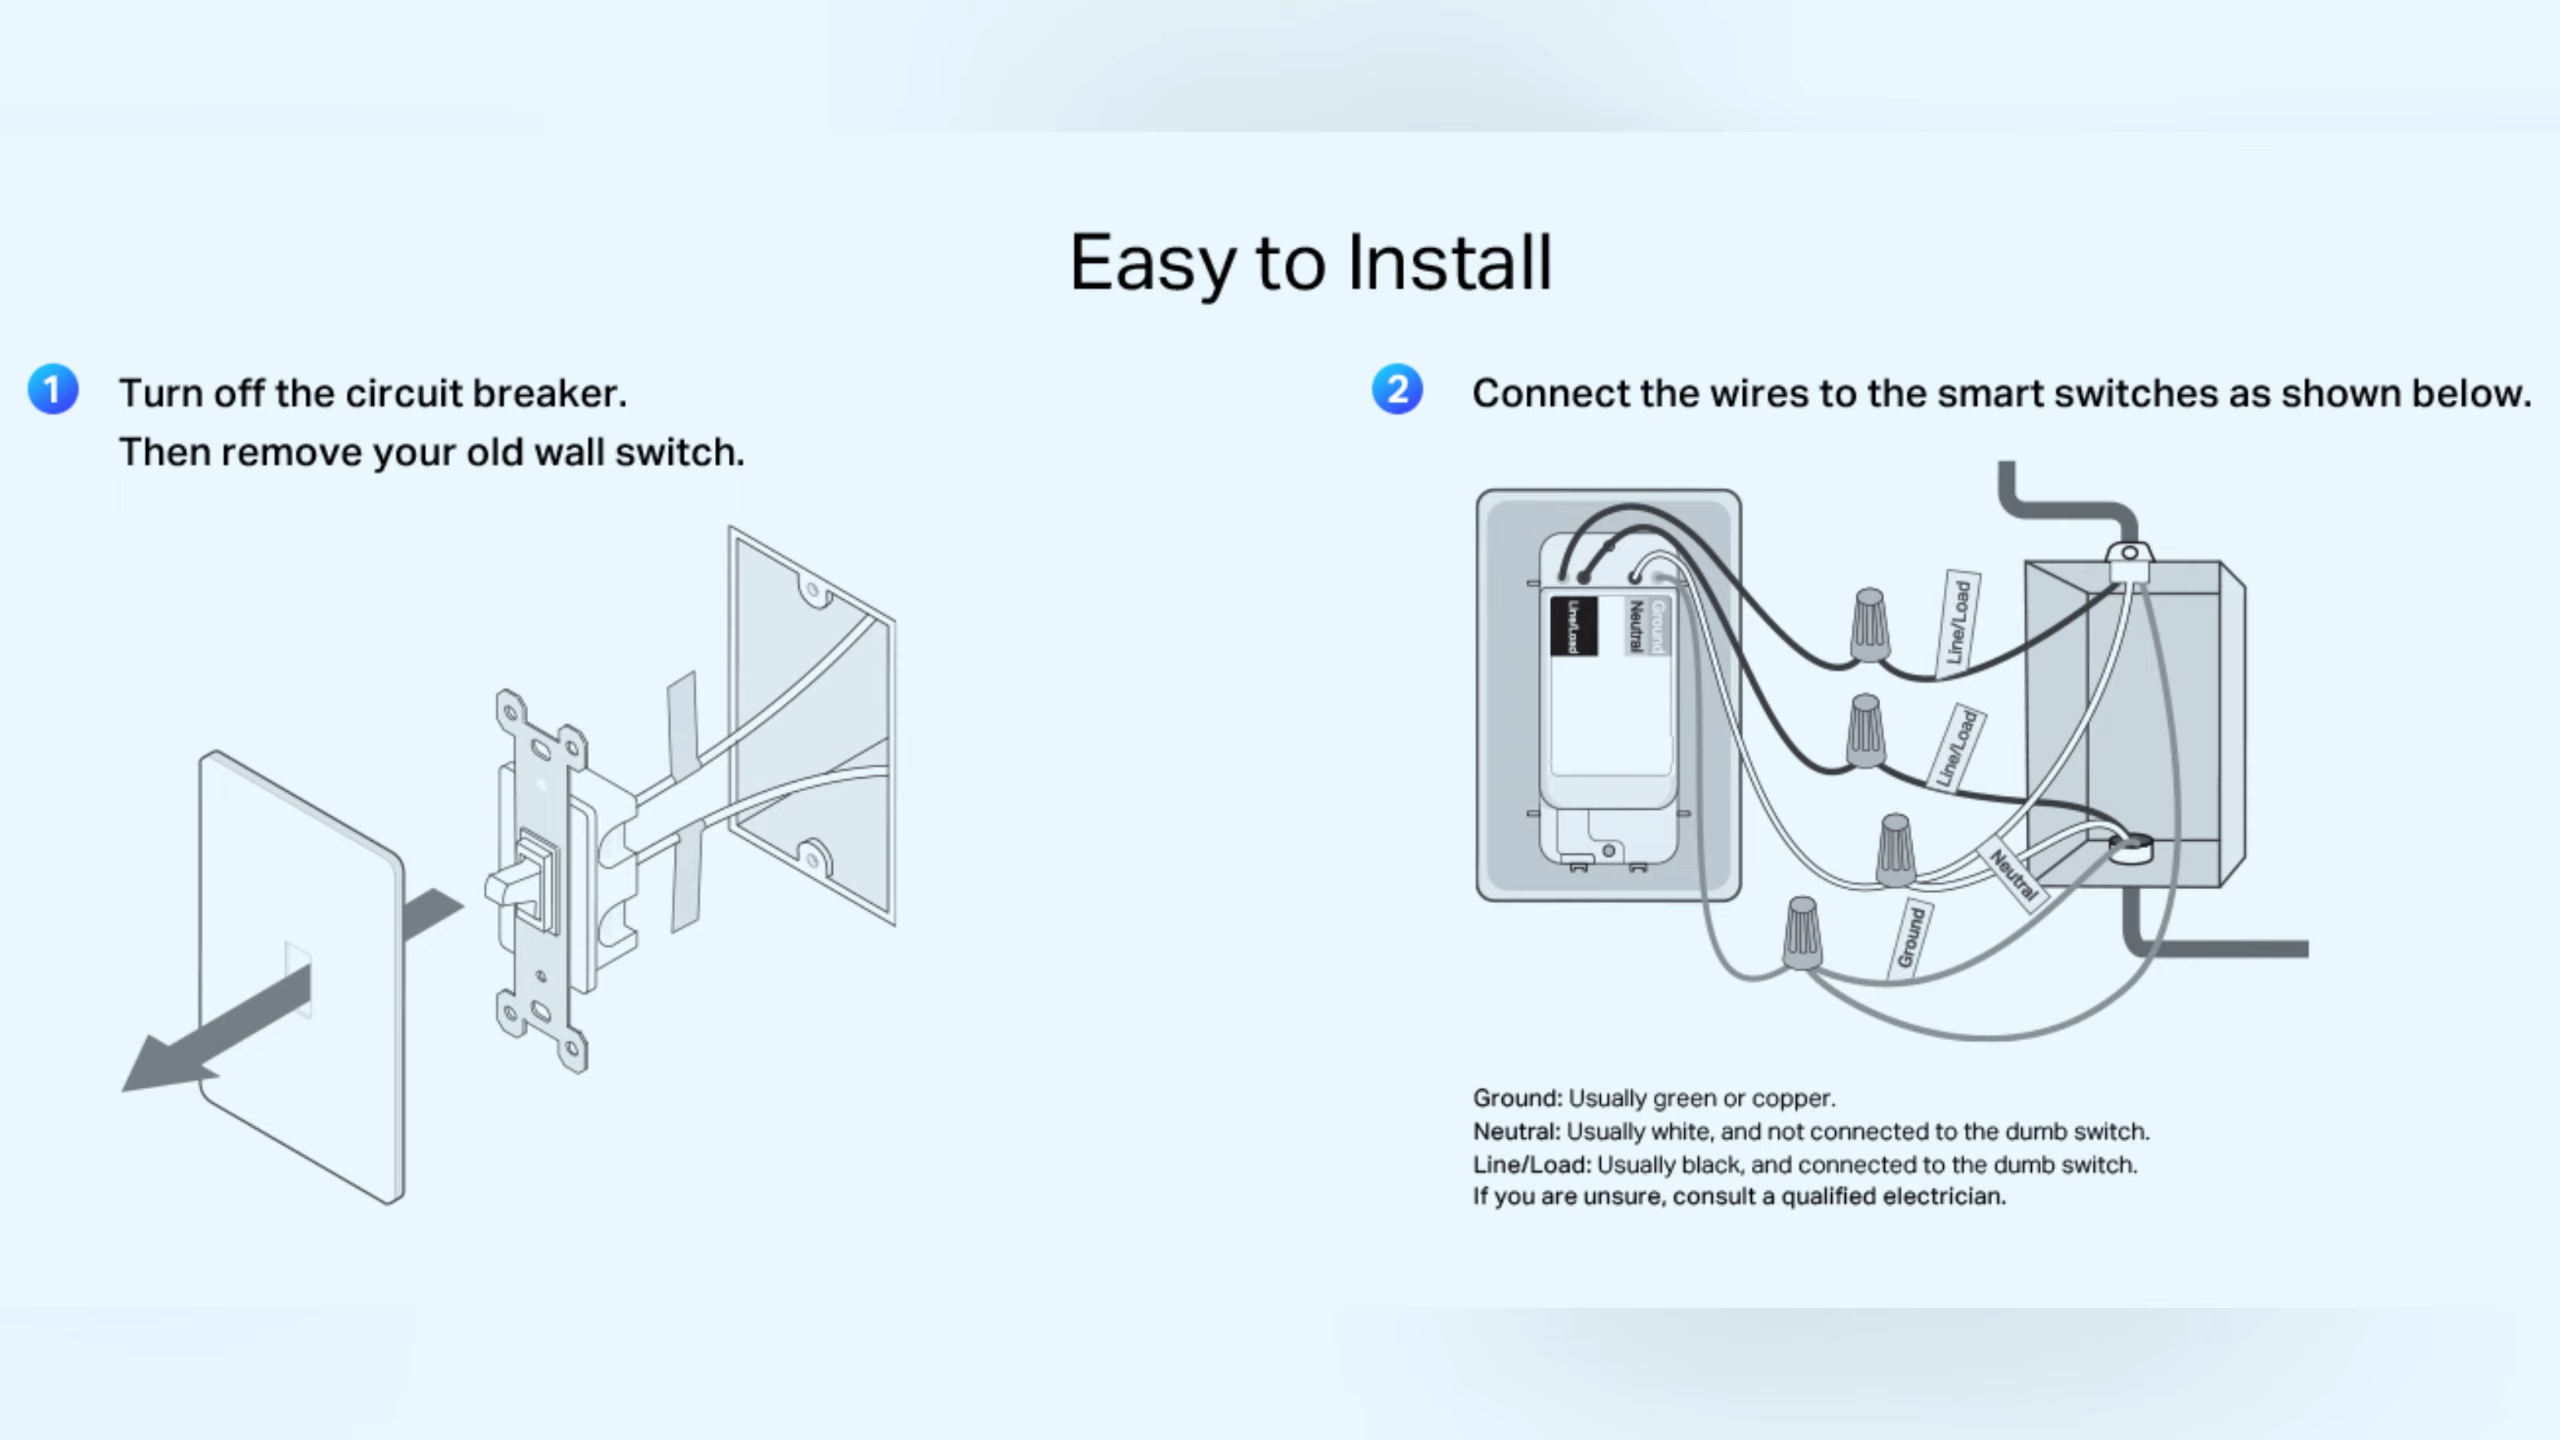 Easy to Install
1 Turn off the circuit breaker.
Then remove your old wall switch.
2 Connect the wires to the smart switches as shown below.
Line/Load
Neutral
Ground
Line/Load
Line/Load
Neutral
Ground
Ground: Usually green or copper.
Neutral: Usually white, and not connected to the dumb switch.
Line/Load: Usually black, and connected to the dumb switch.
If you are unsure, consult a qualified electrician.